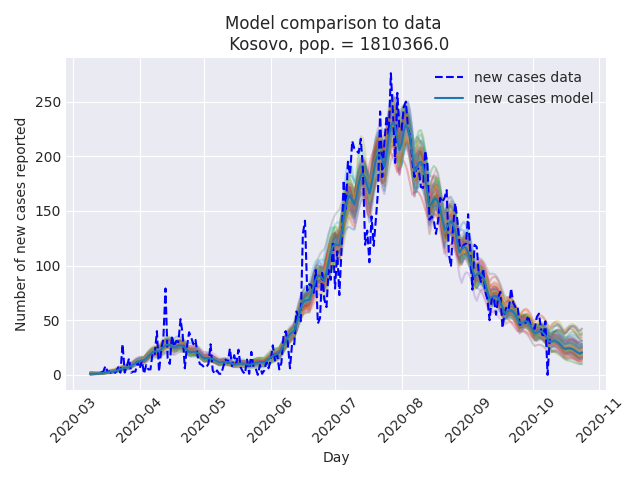 Model comparison to data
Kosovo, pop. = 1810366.0
new cases data
new cases model
Number of new cases reported
250
200
150
100
50
0
2020-03
2020-04
2020-05
2020-06
2020-07
2020-08
2020-09
2020-10
2020-11
Day